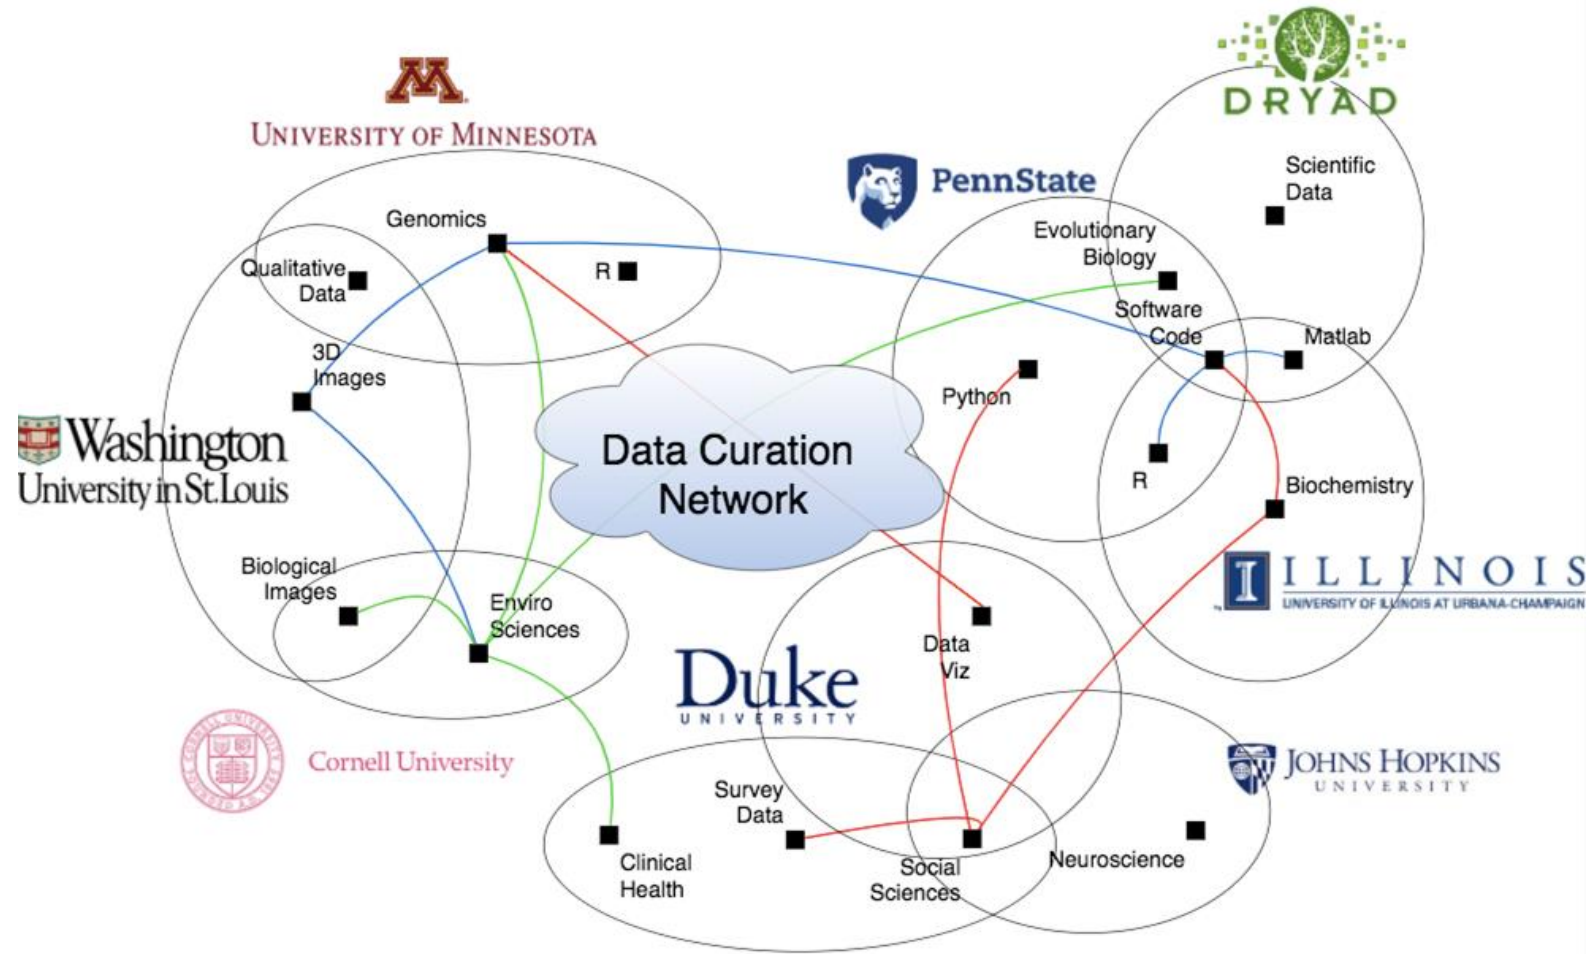 M
UNIVERSITY OF MINNESOTA
DRYAD
PennState
Scientific
Data
Genomics
Evolutionary
Biology
Qualitative
Data
R
Software
Code
Matlab
3D
Images
Python
Washington
University in St. Louis
Data Curation
Network
R
Biochemistry
Biological
Images
Enviro
Sciences
I
ILLINOIS
UNIVERSITY OF ILLINOIS AT URBANA-CHAMPAIGN
Data
Viz
Duke
UNIVERSITY
Cornell University
JOHNS HOPKINS
UNIVERSITY
Survey
Data
Clinical
Health
Social
Sciences
Neuroscience